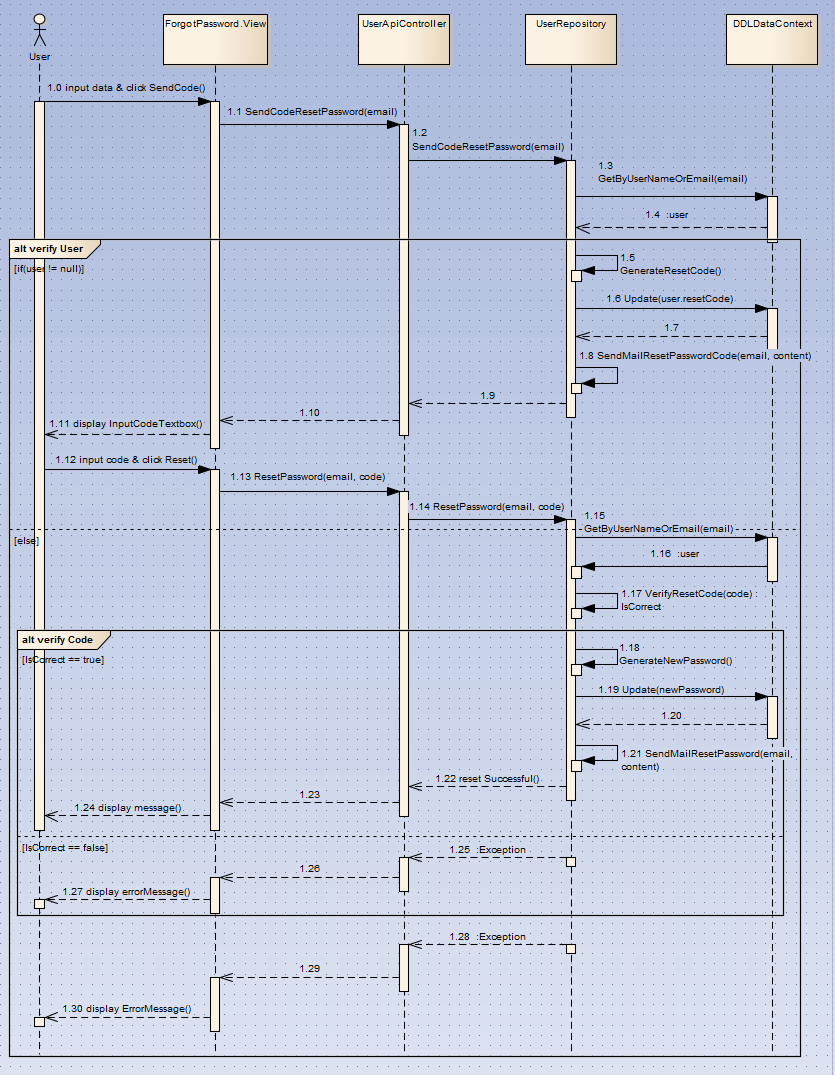 ForgotPassword.View
UserApiController
UserRepository
DDLDataContext
User
1.0 input data & click SendCode()
1.1 SendCodeResetPassword(email)
1.2
SendCodeResetPassword(email)
1.3
GetByUserNameOrEmail(email)
1.4 :user
alt verify User
[if(user != null)]
1.5
GenerateResetCode()
1.6 Update(user.resetCode)
1.7
1.8 SendMailResetPasswordCode(email, content)
1.9
1.10
1.11 display InputCodeTextbox()
1.12 input code & click Reset()
1.13 ResetPassword(email, code)
1.14 ResetPassword(email, code)
1.15
GetByUserNameOrEmail(email)
[else]
1.16 :user
1.17 VerifyResetCode(code) :
IsCorrect
alt verify Code
[IsCorrect == true]
1.18
GenerateNewPassword()
1.19 Update(newPassword)
1.20
1.21 SendMailResetPassword(email,
content)
1.22 reset Successful()
1.23
1.24 display message()
[IsCorrect == false]
1.25 :Exception
1.26
1.27 display errorMessage()
1.28 :Exception
1.29
1.30 display ErrorMessage()